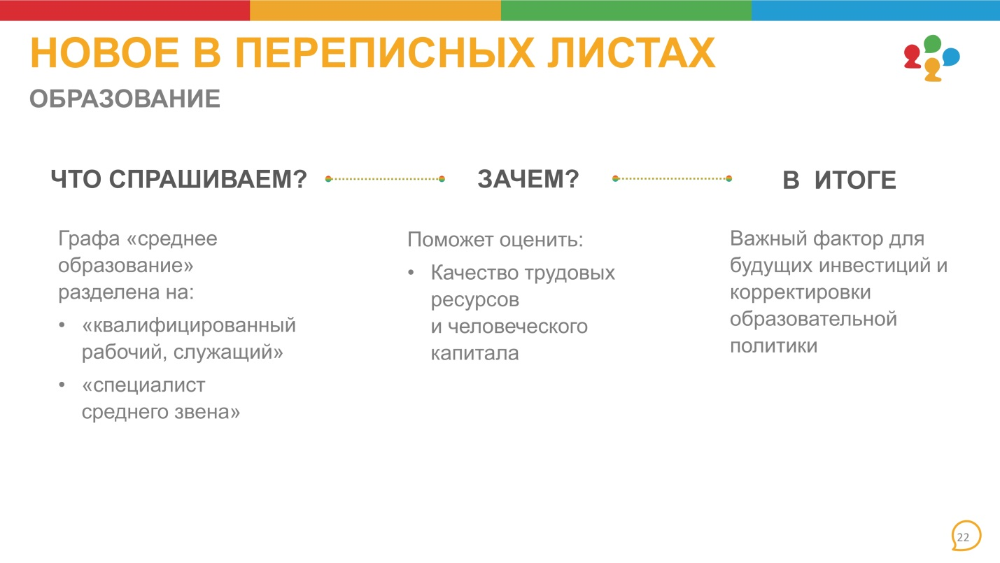 НОВОЕ В ПЕРЕПИСНЫХ ЛИСТАХ
ОБРАЗОВАНИЕ
ЧТО СПРАШИВАЕМ?
Графа «среднее
образование»
разделена на:
• «квалифицированный
рабочий, служащий»
• «специалист
среднего звена»
ЗАЧЕМ?
Поможет оценить:
• Качество трудовых
ресурсов
и человеческого
капитала
В ИТОГЕ
Важный фактор для
будущих инвестиций и
корректировки
образовательной
политики
22